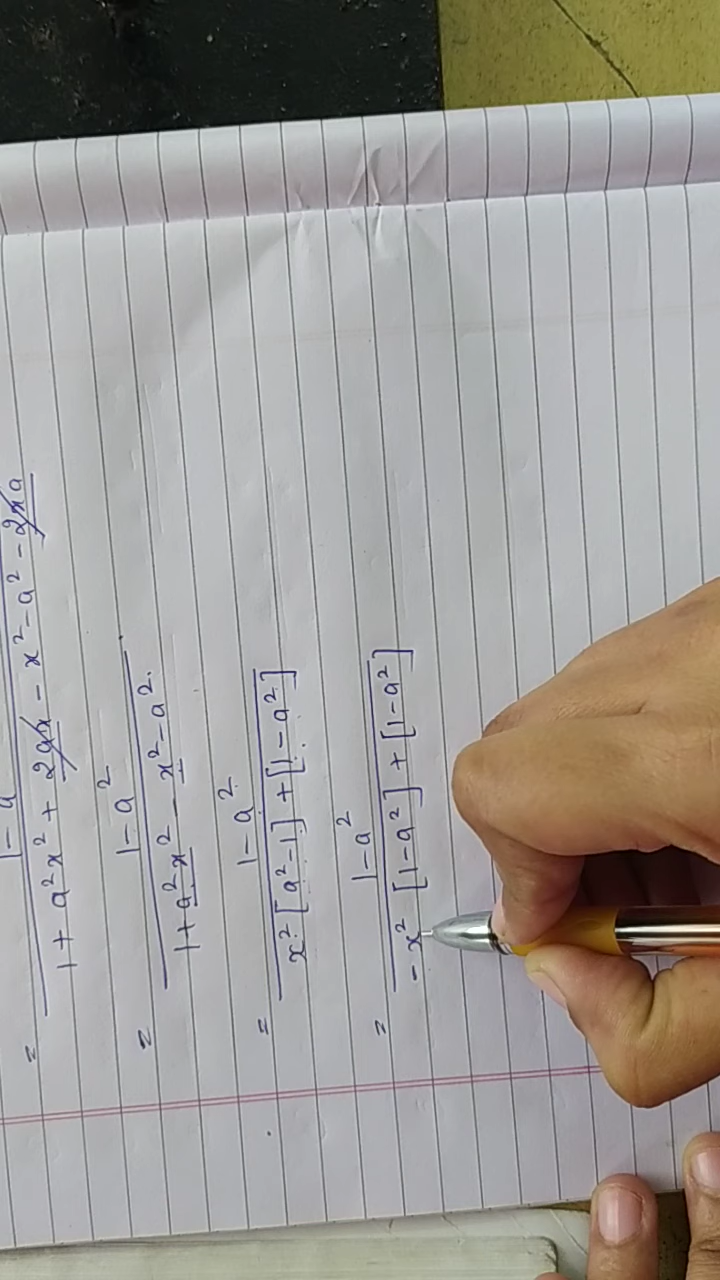 1 - a
1 + a²x² + 2ax - x² - a² - 2xa
= 1 - a²
1 + a²x² - x² - a²
= 1 - a²
x² [a² - 1] + [1 - a²]
= 1 - a²
- x² [1 - a²] + [1 - a²]